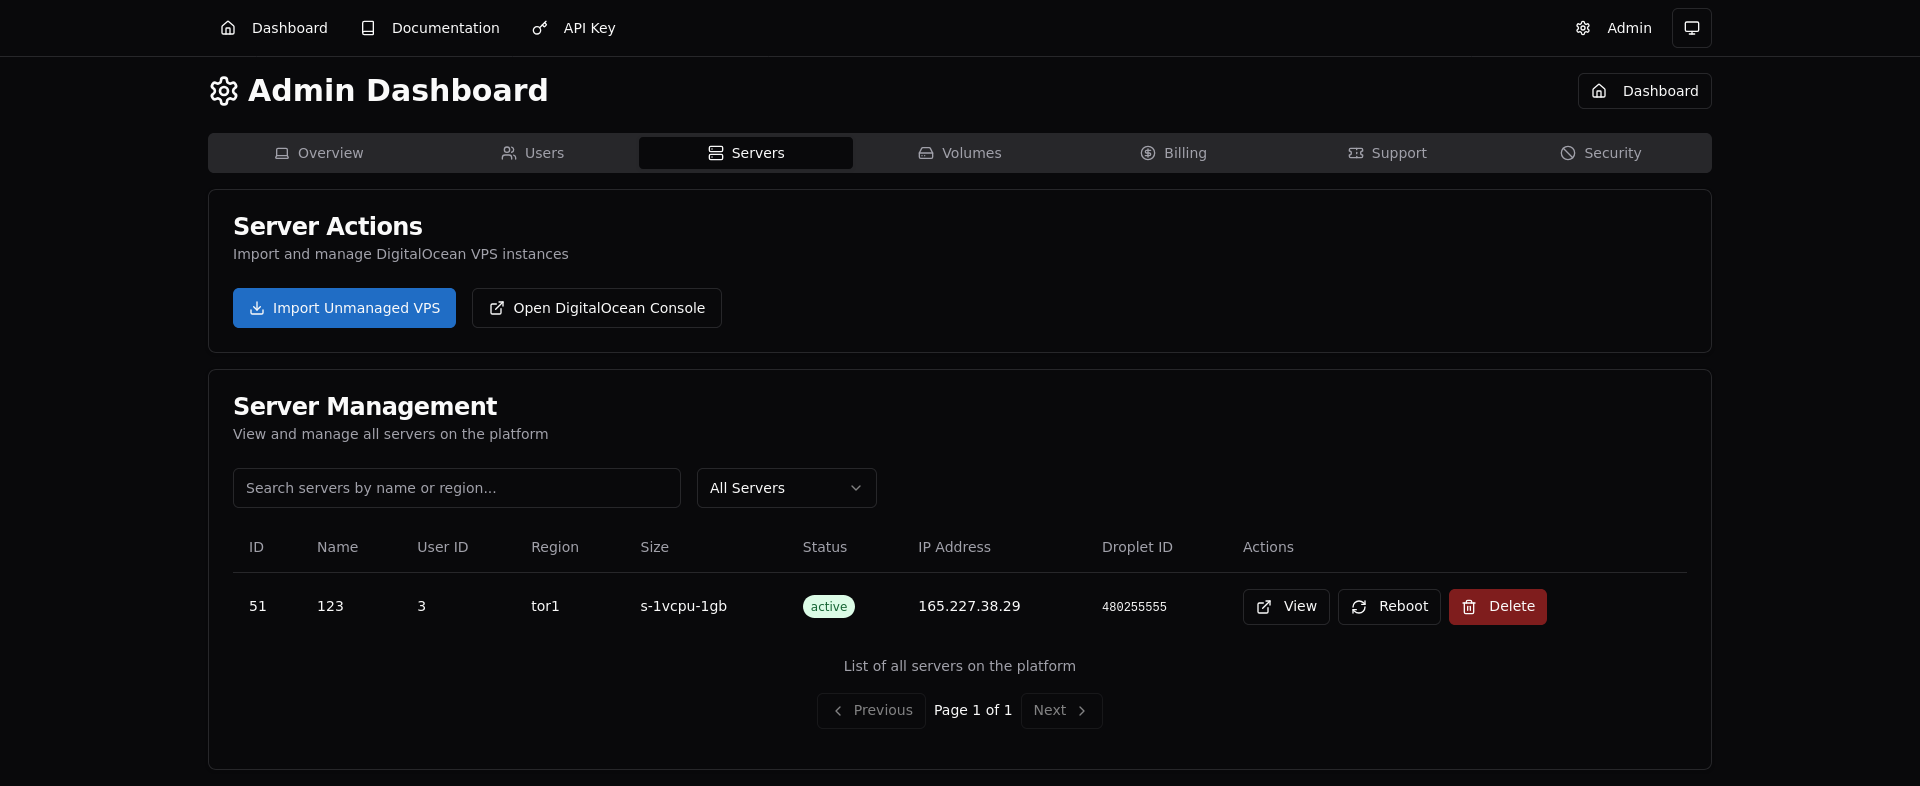 Dashboard Documentation API Key Admin
Admin Dashboard Dashboard
Overview Users Servers Volumes Billing Support Security
Server Actions
Import and manage DigitalOcean VPS instances
Import Unmanaged VPS Open DigitalOcean Console
Server Management
View and manage all servers on the platform
Search servers by name or region... All Servers
ID Name User ID Region Size Status IP Address Droplet ID Actions
51 123 3 tor1 s-1vcpu-1gb active 165.227.38.29 480255555 View Reboot Delete
List of all servers on the platform
Previous Page 1 of 1 Next